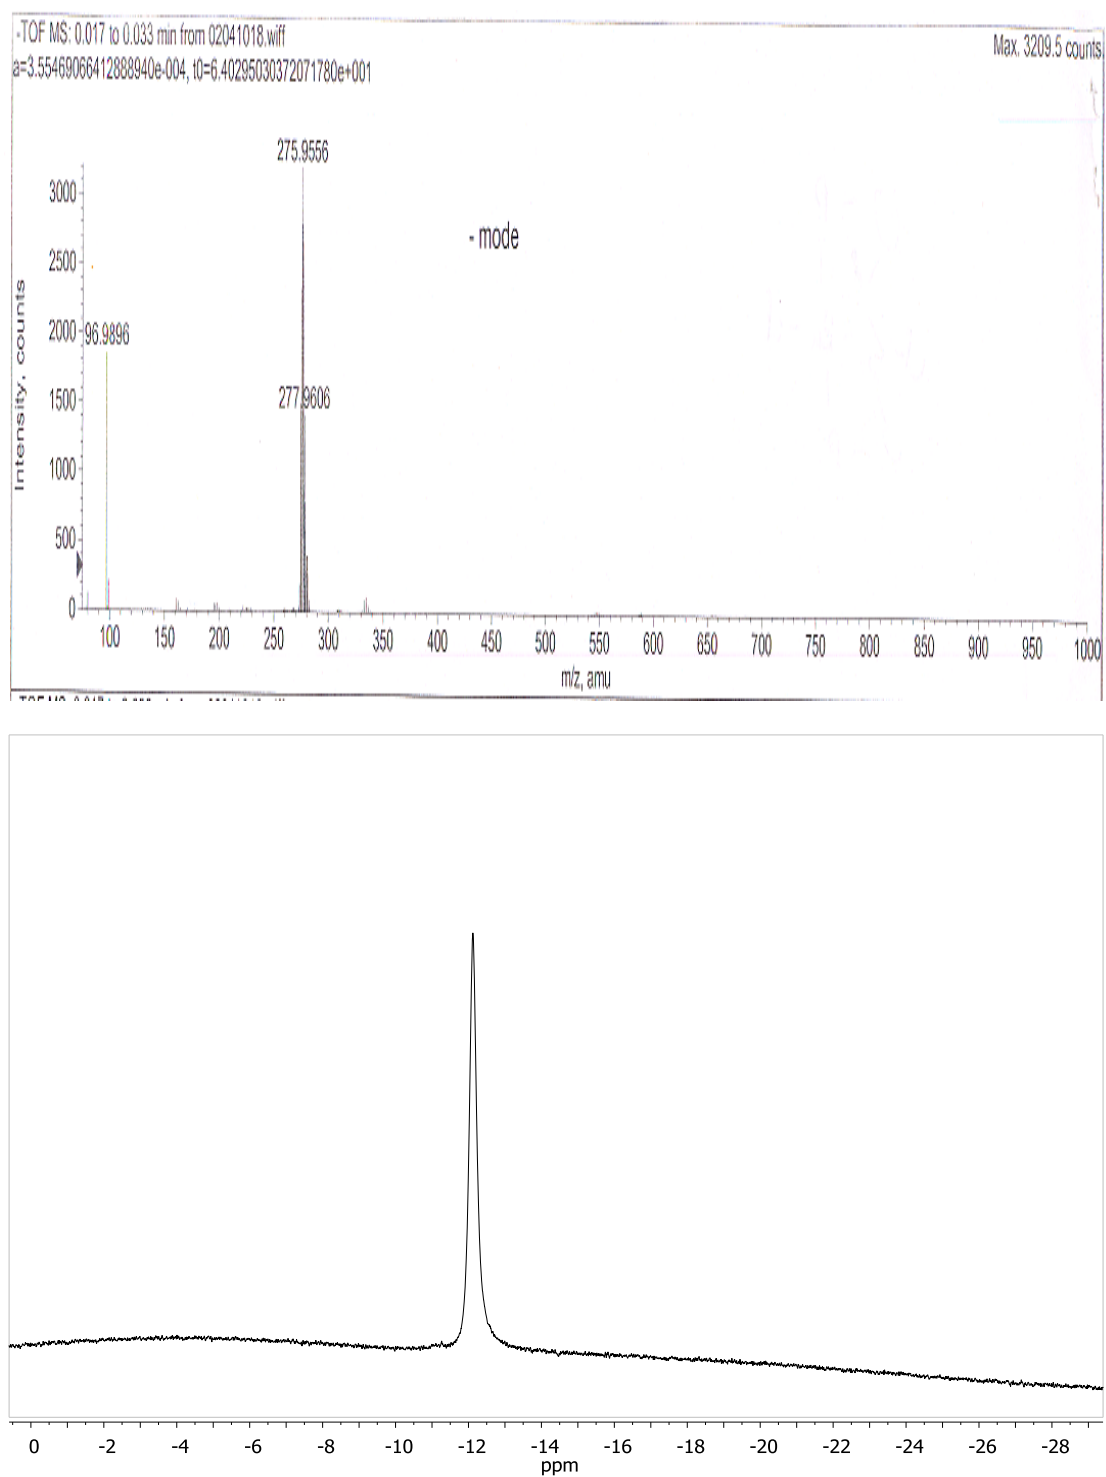 -TOF MS: 0.017 to 0.033 min from 02041018.wiff
a=3.55469066412888940e-004, t0=6.40295030372071780e+001
Max. 3209.5 counts
275.9556
- mode
96.9896
277.9606
Intensity, counts
3000
2500
2000
1500
1000
500
0
100 150 200 250 300 350 400 450 500 550 600 650 700 750 800 850 900 950 1000
m/z, amu
0 -2 -4 -6 -8 -10 -12 -14 -16 -18 -20 -22 -24 -26 -28
ppm